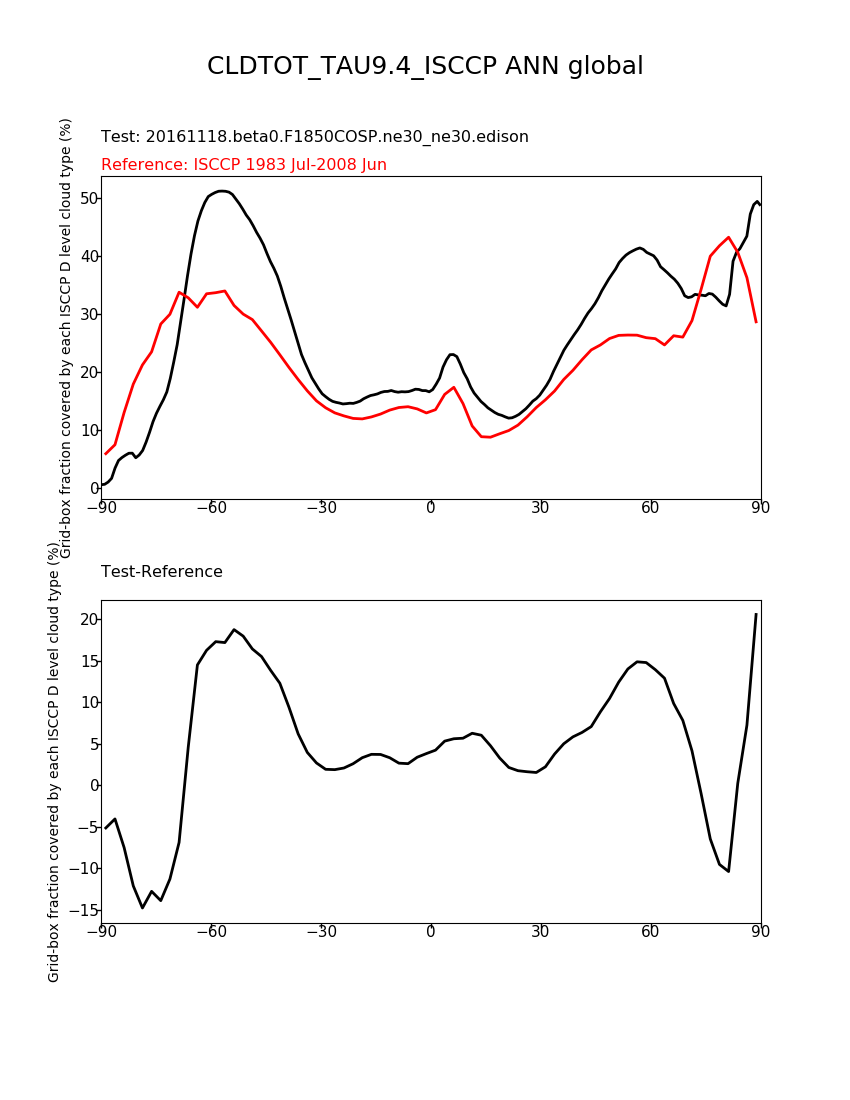 CLDTOT_TAU9.4_ISCCP ANN global
Test: 20161118.beta0.F1850COSP.ne30_ne30.edison
Reference: ISCCP 1983 Jul-2008 Jun
Grid-box fraction covered by each ISCCP D level cloud type (%)
50
40
30
20
10
0
−90 −60 −30 0 30 60 90
Test-Reference
Grid-box fraction covered by each ISCCP D level cloud type (%)
20
15
10
5
0
−5
−10
−15
−90 −60 −30 0 30 60 90